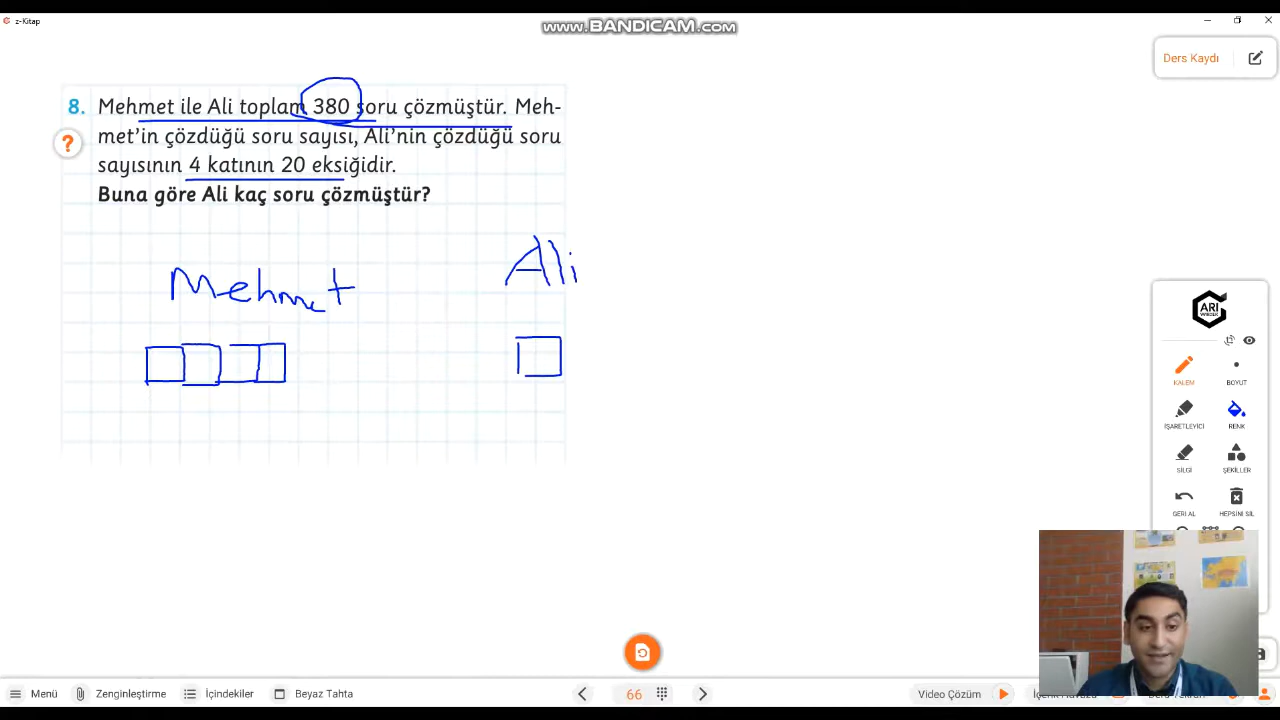 z-Kitap
www.BANDICAM.com
Ders Kaydı
8. Mehmet ile Ali toplam 380 soru çözmüştür. Meh-
met'in çözdüğü soru sayısı, Ali'nin çözdüğü soru
sayısının 4 katının 20 eksiğidir.
Buna göre Ali kaç soru çözmüştür?
?
Mehmet
Ali
ARI
KALEM
BOYUT
İŞARETLEYİCİ
RENK
SİLGİ
ŞEKİLLER
GERİ AL
HEPSİNİ SİL
Menü
Zenginleştirme
İçindekiler
Beyaz Tahta
66
Video Çözüm